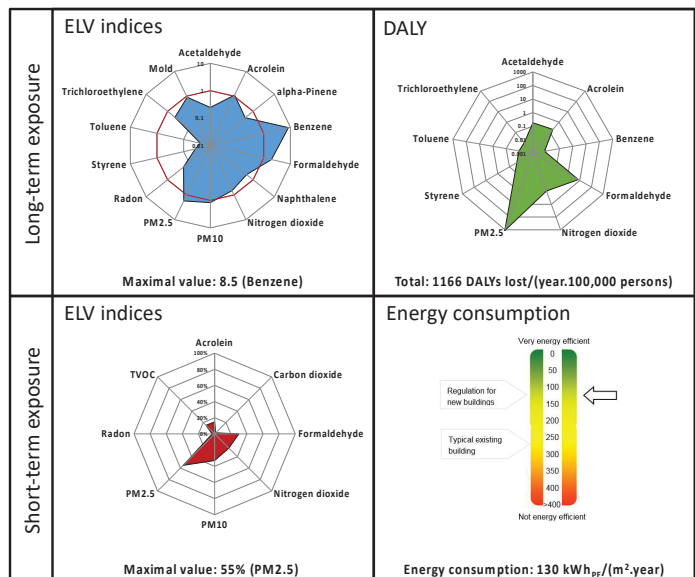 Long-term exposure
ELV indices
Acetaldehyde
Acrolein
alpha-Pinene
Benzene
Formaldehyde
Naphthalene
Nitrogen dioxide
PM10
PM2.5
Radon
Styrene
Toluene
Trichloroethylene
Mold
10
1
0.1
0.01
Maximal value: 8.5 (Benzene)
DALY
Acetaldehyde
Acrolein
Benzene
Formaldehyde
Nitrogen dioxide
PM2.5
Styrene
Toluene
Trichloroethylene
1000
100
10
1
0.1
0.01
0.001
Total: 1166 DALYs lost/(year.100,000 persons)
Short-term exposure
ELV indices
Acrolein
Carbon dioxide
Formaldehyde
Nitrogen dioxide
PM10
PM2.5
Radon
TVOC
100%
80%
60%
40%
20%
0%
Maximal value: 55% (PM2.5)
Energy consumption
Very energy efficient
0
50
100
150
200
250
300
350
400
>400
Not energy efficient
Regulation for
new buildings
Typical existing
building
Energy consumption: 130 kWhPE/(m².year)